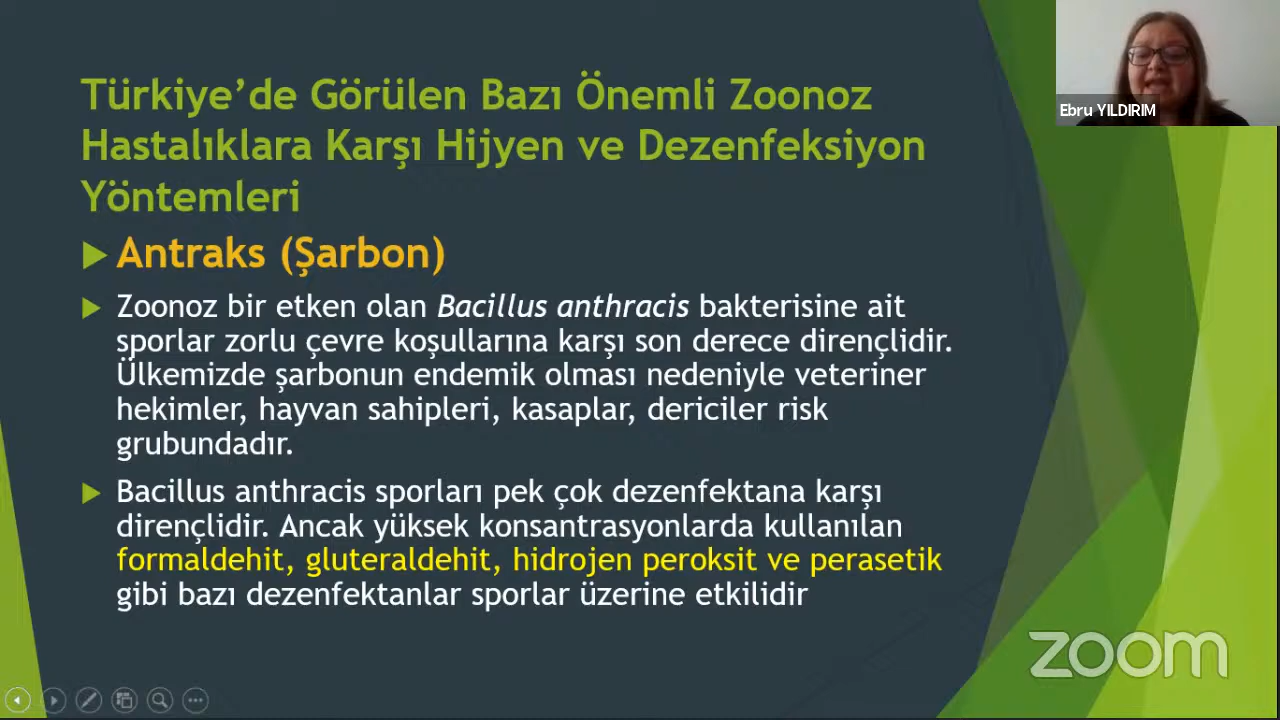 Türkiye’de Görülen Bazı Önemli Zoonoz
Hastalıklara Karşı Hijyen ve Dezenfeksiyon
Yöntemleri
Antraks (Şarbon)
Zoonoz bir etken olan Bacillus anthracis bakterisine ait
sporlar zorlu çevre koşullarına karşı son derece dirençlidir.
Ülkemizde şarbonun endemik olması nedeniyle veteriner
hekimler, hayvan sahipleri, kasaplar, dericiler risk
grubundadır.
Bacillus anthracis sporları pek çok dezenfektana karşı
dirençlidir. Ancak yüksek konsantrasyonlarda kullanılan
formaldehit, gluteraldehit, hidrojen peroksit ve perasetik
gibi bazı dezenfektanlar sporlar üzerine etkilidir
Ebru YILDIRIM
zoom